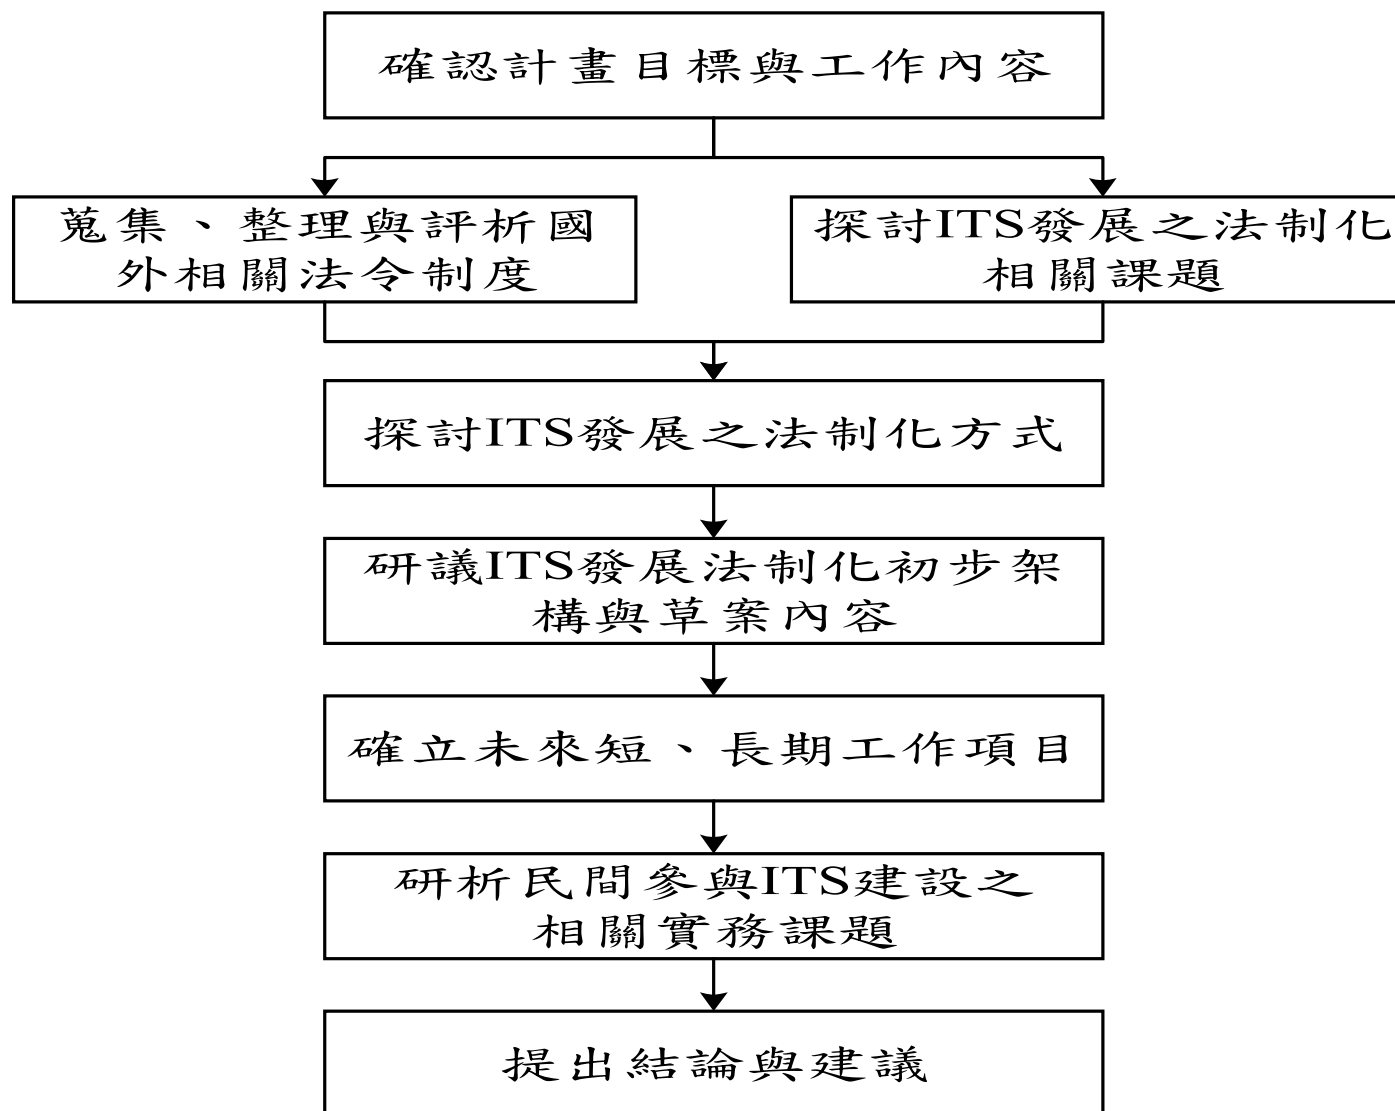 確認計畫目標與工作內容
蒐集、整理與評析國
外相關法令制度
探討ITS發展之法制化
相關課題
探討ITS發展之法制化方式
研議ITS發展法制化初步架
構與草案內容
確立未來短、長期工作項目
研析民間參與ITS建設之
相關實務課題
提出結論與建議